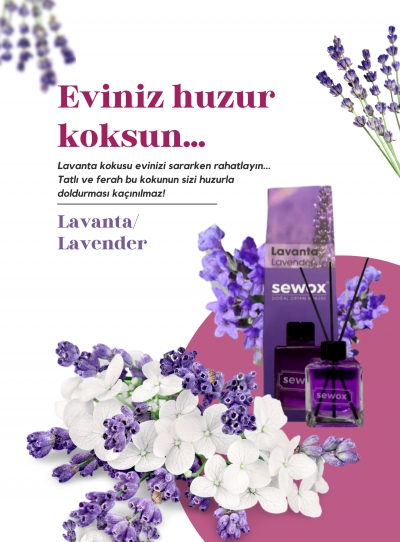 Eviniz huzur
koksun...
Lavanta kokusu evinizi sararken rahatlayın...
Tatlı ve ferah bu kokunun sizi huzurla
doldurması kaçınılmaz!
Lavanta/
Lavender
Lavanta
Lavender
sewox
sewox
sewox